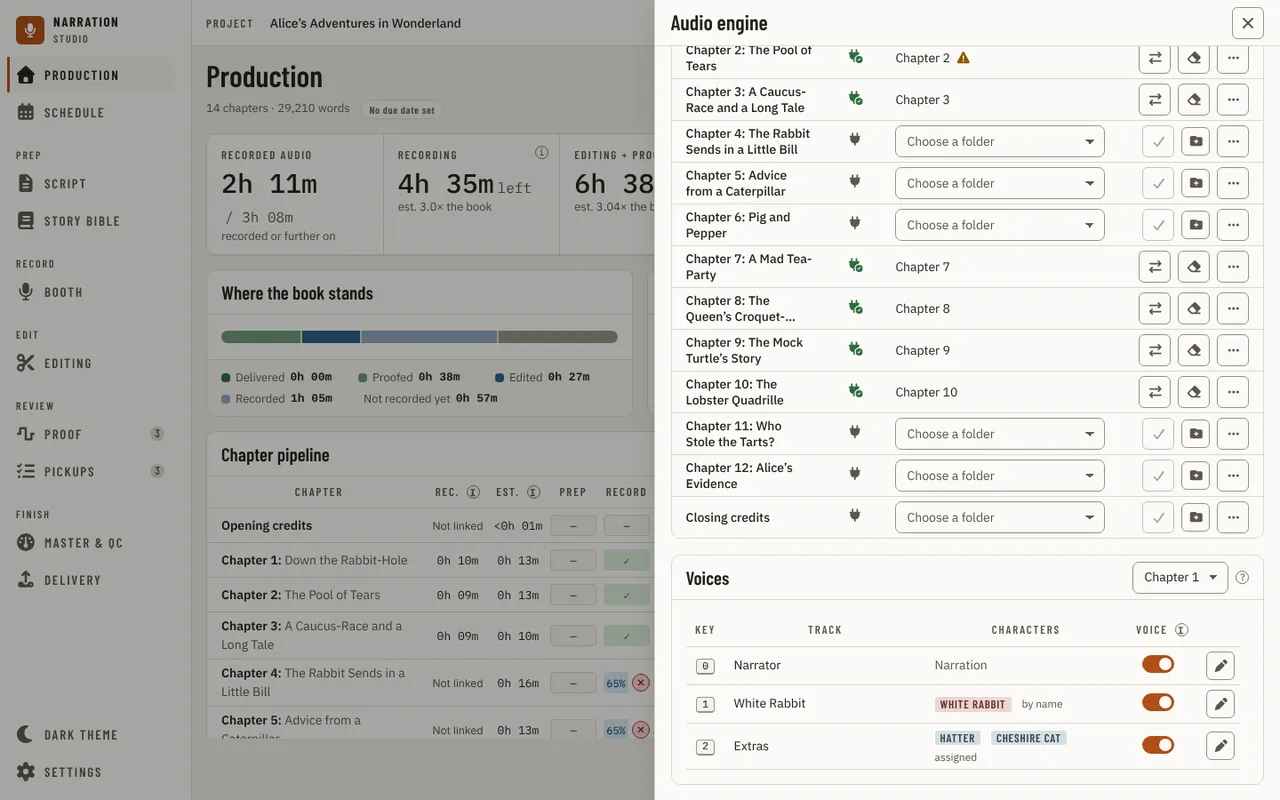 NARRATION
STUDIO
PRODUCTION
SCHEDULE
PREP
SCRIPT
STORY BIBLE
RECORD
BOOTH
EDIT
EDITING
REVIEW
PROOF 3
PICKUPS 3
FINISH
MASTER & QC
DELIVERY
DARK THEME
SETTINGS
PROJECT Alice's Adventures in Wonderland
Production
14 chapters · 29,210 words No due date set
RECORDED AUDIO
2h 11m
/ 3h 08m
recorded or further on
RECORDING
4h 35m left
est. 3.0× the book
EDITING + PRO
6h 38
est. 3.04× the b
Where the book stands
Delivered 0h 00m Proofed 0h 38m Edited 0h 27m
Recorded 1h 05m Not recorded yet 0h 57m
Chapter pipeline
CHAPTER REC. EST. PREP RECORD
Opening credits Not linked <0h 01m – –
Chapter 1: Down the Rabbit-Hole 0h 10m 0h 13m – ✓
Chapter 2: The Pool of Tears 0h 09m 0h 13m – ✓
Chapter 3: A Caucus-Race and a
Long Tale 0h 09m 0h 10m – ✓
Chapter 4: The Rabbit Sends in a
Little Bill Not linked 0h 16m – 65%
Chapter 5: Advice from a
Caterpillar Not linked 0h 13m – 65%
Audio engine
Chapter 2: The Pool of
Tears
Chapter 2
Chapter 3: A Caucus-
Race and a Long Tale
Chapter 3
Chapter 4: The Rabbit
Sends in a Little Bill
Choose a folder
Chapter 5: Advice
from a Caterpillar
Choose a folder
Chapter 6: Pig and
Pepper
Choose a folder
Chapter 7: A Mad Tea-
Party
Chapter 7
Chapter 8: The
Queen's Croquet-...
Chapter 8
Chapter 9: The Mock
Turtle's Story
Chapter 9
Chapter 10: The
Lobster Quadrille
Chapter 10
Chapter 11: Who
Stole the Tarts?
Choose a folder
Chapter 12: Alice's
Evidence
Choose a folder
Closing credits
Choose a folder
Voices
Chapter 1
KEY TRACK CHARACTERS VOICE
0 Narrator Narration
1 White Rabbit WHITE RABBIT by name
2 Extras HATTER CHESHIRE CAT
assigned